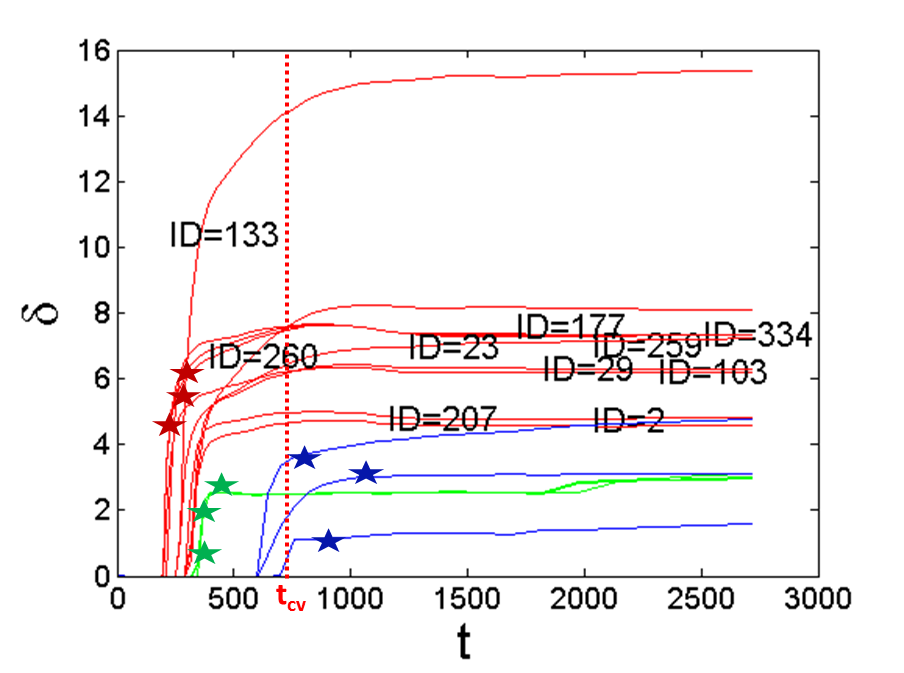 16
14
12
10
8
6
4
2
0
δ
ID=133
ID=260
ID=23
ID=177
ID=259
ID=334
ID=29
ID=103
ID=207
ID=2
0
500
1000
1500
2000
2500
3000
tcv
t